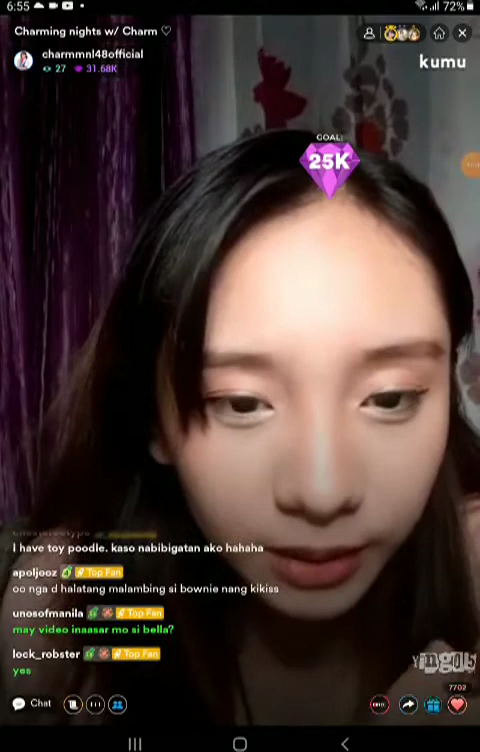 6:55
72%
Charming nights w/ Charm ♡
charmmnl48official
27 31.68K
kumu
GOAL:
25K
I have toy poodle. kaso nabibigatan ako hahaha
apoljooz Top Fan
oo nga d halatang malambing si bownie nang kikiss
unosofmanila Top Fan
may video inaasar mo si bella?
lock_robster Top Fan
yes
7702
Chat